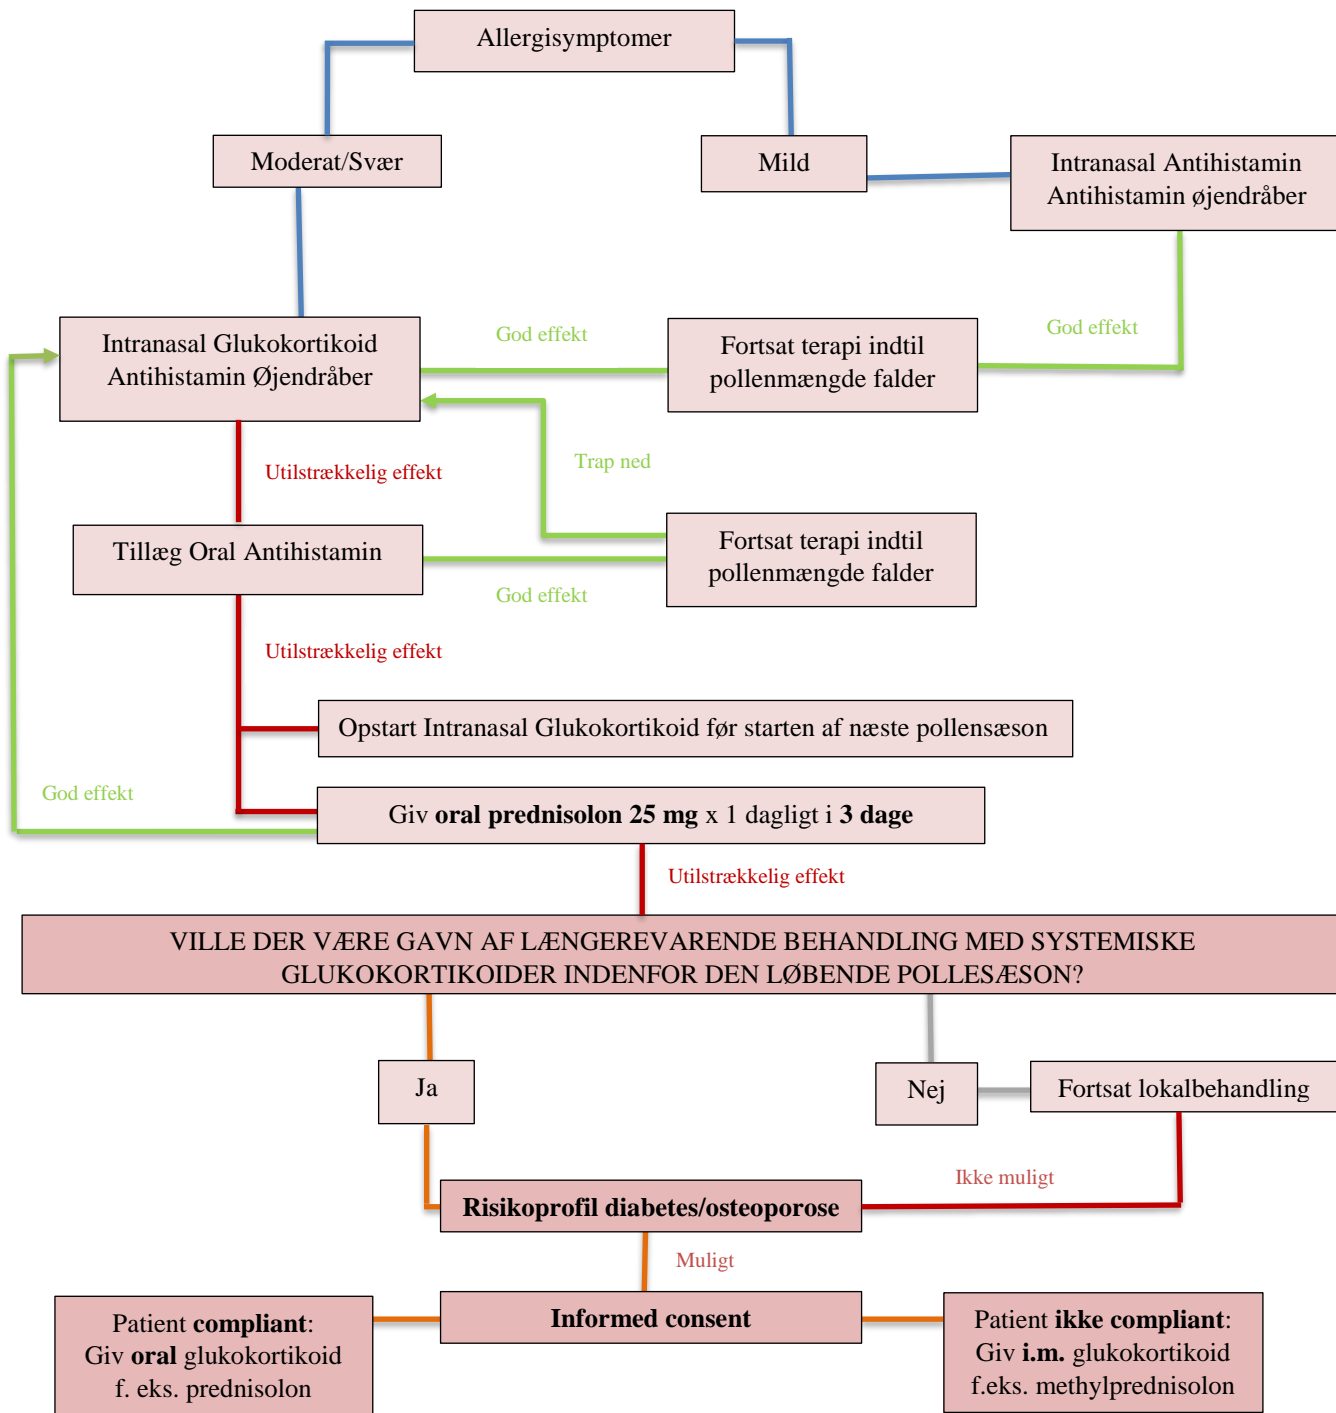 Allergisymptomer
Moderat/Svær
Mild
Intranasal Antihistamin
Antihistamin øjendråber
Intranasal Glukokortikoid
Antihistamin Øjendråber
God effekt
Fortsat terapi indtil
pollenmængde falder
God effekt
Utilstrækkelig effekt
Trap ned
Tillæg Oral Antihistamin
God effekt
Fortsat terapi indtil
pollenmængde falder
Utilstrækkelig effekt
Opstart Intranasal Glukokortikoid før starten af næste pollensæson
God effekt
Giv oral prednisolon 25 mg x 1 dagligt i 3 dage
Utilstrækkelig effekt
VILLE DER VÆRE GAVN AF LÆNGEREVARENDE BEHANDLING MED SYSTEMISKE
GLUKOKORTIKOIDER INDENFOR DEN LØBENDE POLLESÆSON?
Ja
Nej
Fortsat lokalbehandling
Ikke muligt
Risikoprofil diabetes/osteoporose
Muligt
Informed consent
Patient compliant:
Giv oral glukokortikoid
f. eks. prednisolon
Patient ikke compliant:
Giv i.m. glukokortikoid
f.eks. methylprednisolon